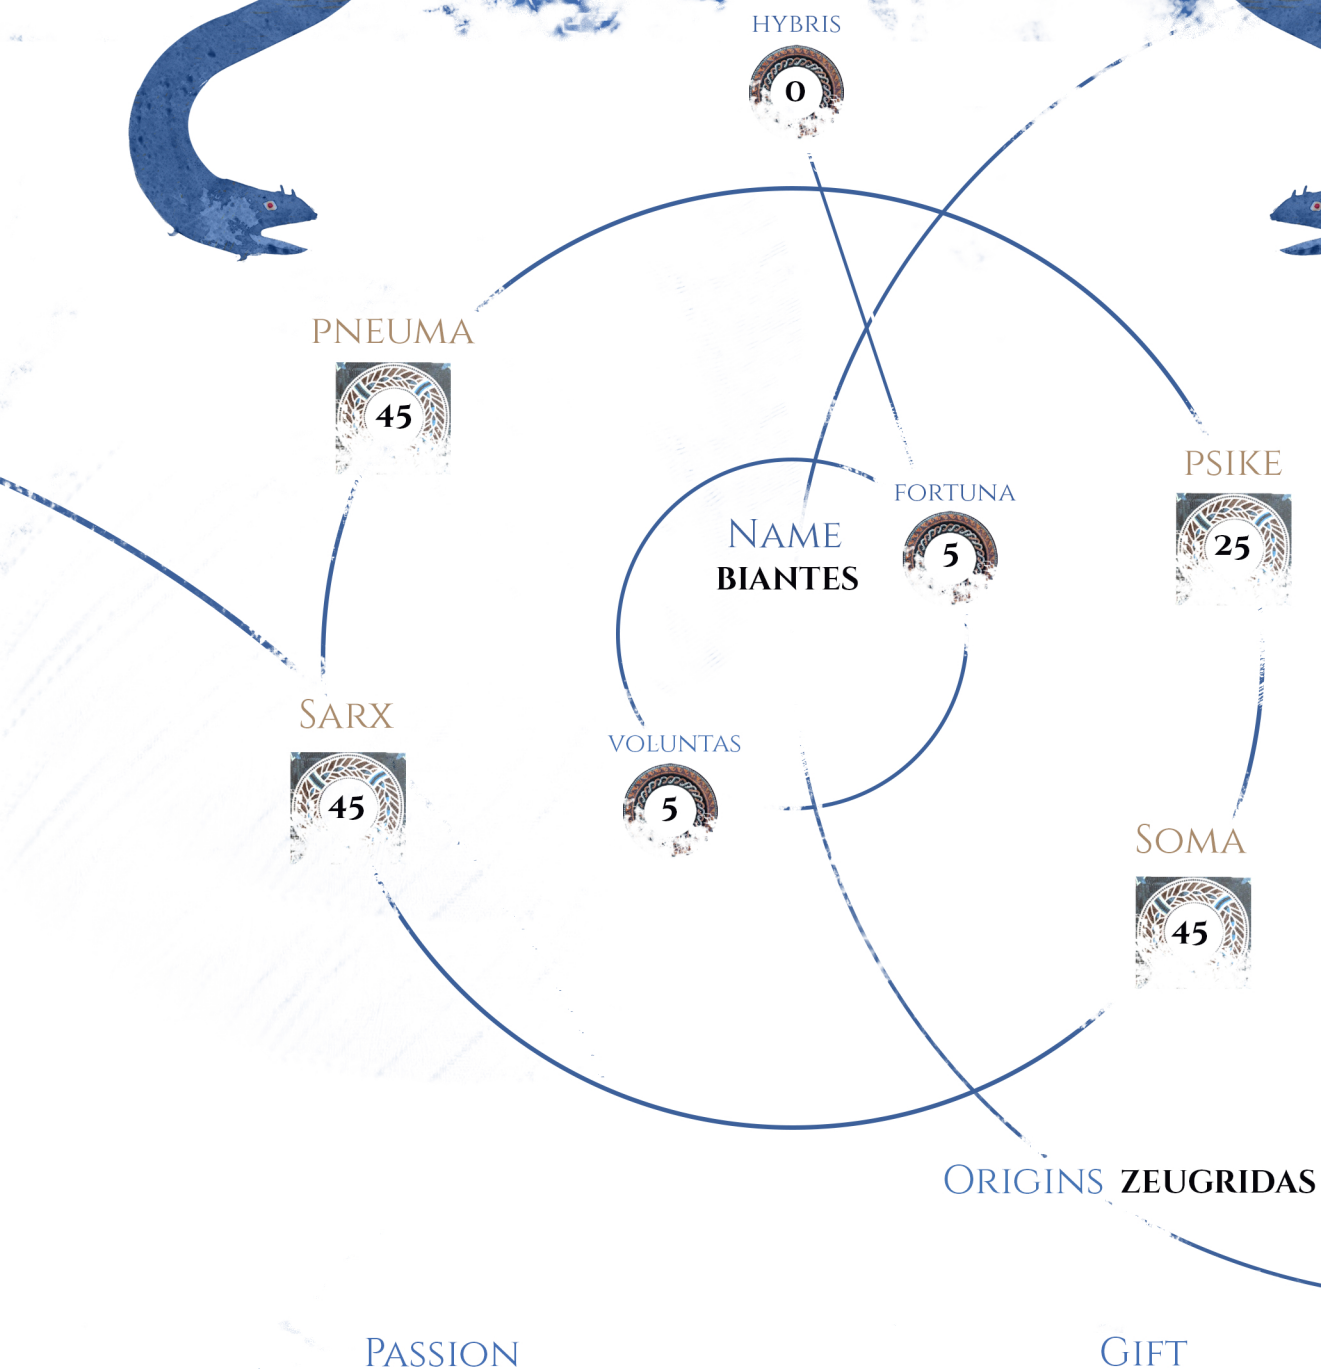 HYBRIS
0
PNEUMA
45
PSIKE
25
FORTUNA
5
NAME
BIANTES
SARX
45
VOLUNTAS
5
SOMA
45
ORIGINS ZEUGRIDAS
PASSION
GIFT